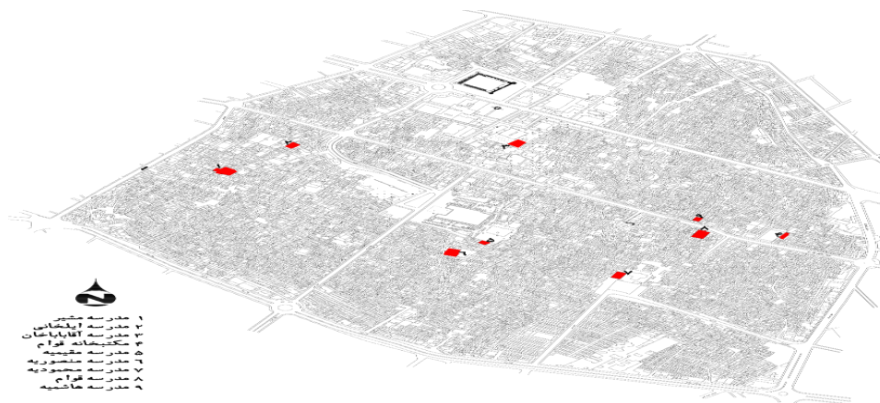 ۱ مدرسه مشیر
۲ مدرسه ایلخانی
۳ مدرسه آقاباباخان
۴ مکتبخانه قوام
۵ مدرسه مقیمیه
۶ مدرسه منصوریه
۷ مدرسه محمودیه
۸ مدرسه قوام
۹ مدرسه هاشمیه